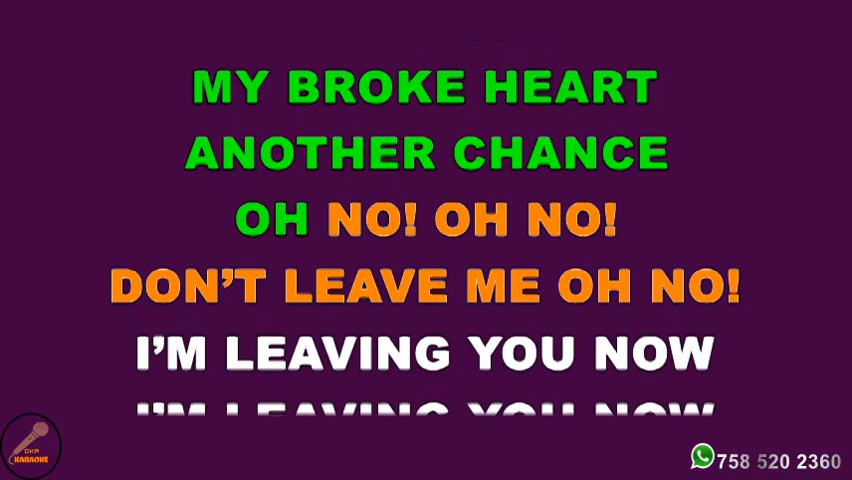 MY BROKE HEART
ANOTHER CHANCE
OH NO! OH NO!
DON’T LEAVE ME OH NO!
I’M LEAVING YOU NOW
I’M LEAVING YOU NOW
DKP
KARAOKE
758 520 2360